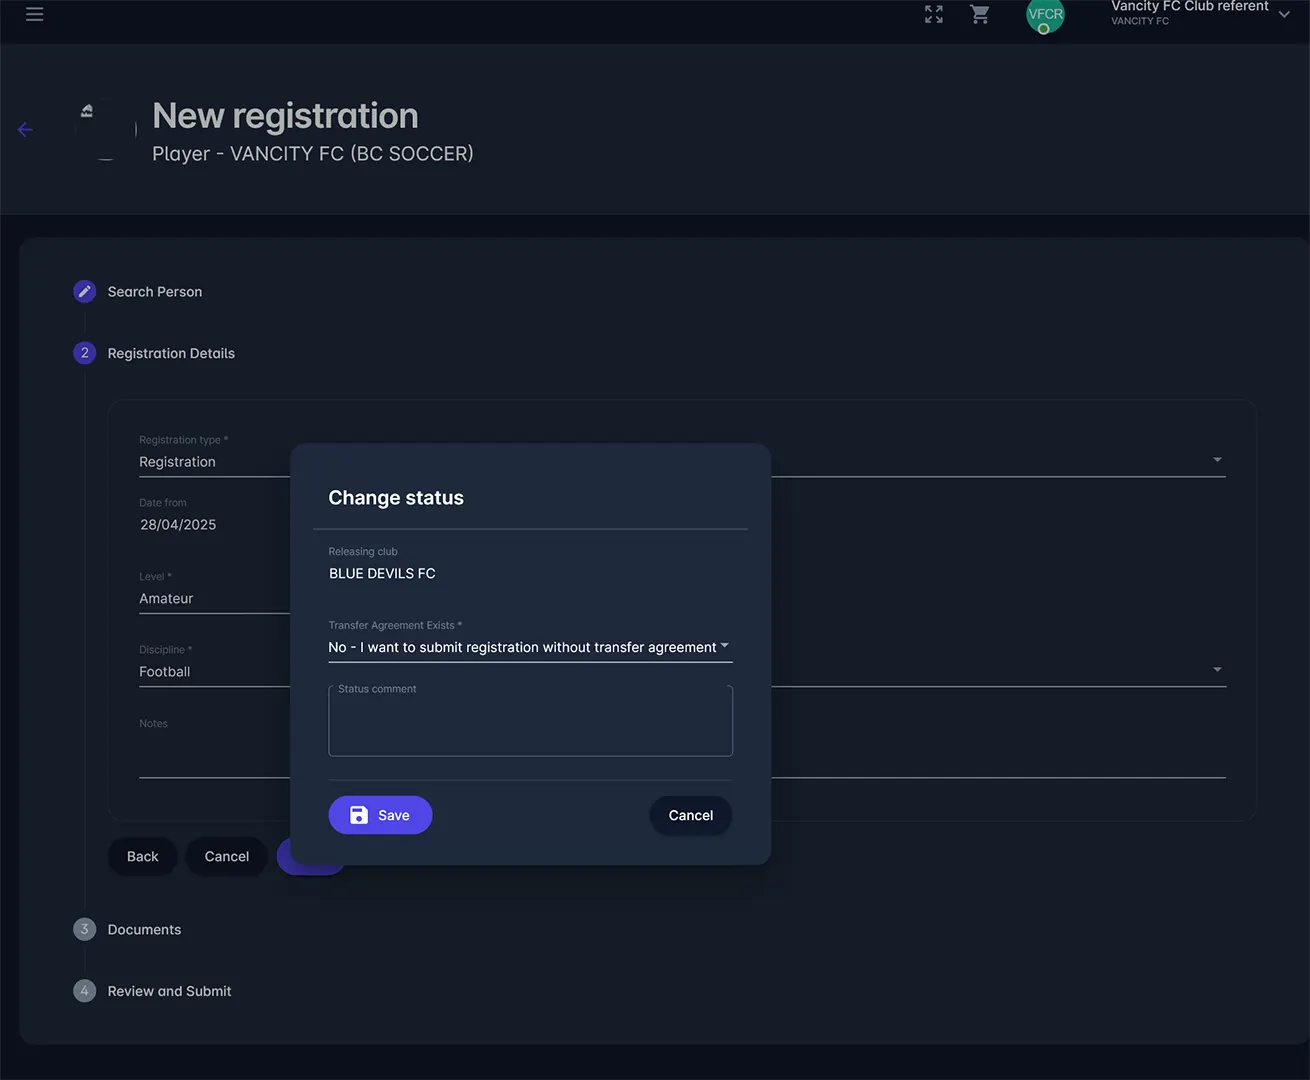 VFCR
Vancity FC Club referent
VANCITY FC
New registration
Player - VANCITY FC (BC SOCCER)
Search Person
2
Registration Details
Registration type *
Registration
Date from
28/04/2025
Level *
Amateur
Discipline *
Football
Notes
Change status
Releasing club
BLUE DEVILS FC
Transfer Agreement Exists *
No - I want to submit registration without transfer agreement
Status comment
Save
Cancel
Back
Cancel
3
Documents
4
Review and Submit